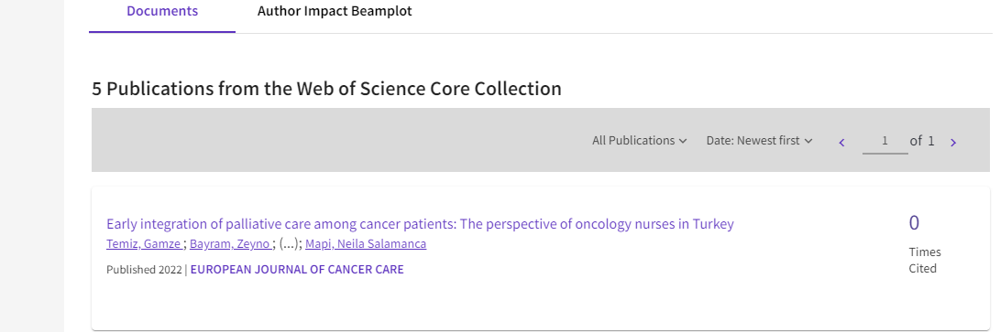 Documents Author Impact Beamplot
5 Publications from the Web of Science Core Collection
All Publications Date: Newest first 1 of 1
Early integration of palliative care among cancer patients: The perspective of oncology nurses in Turkey
Temiz, Gamze ; Bayram, Zeyno ; (...); Mapi, Neila Salamanca
Published 2022 | EUROPEAN JOURNAL OF CANCER CARE
0
Times
Cited